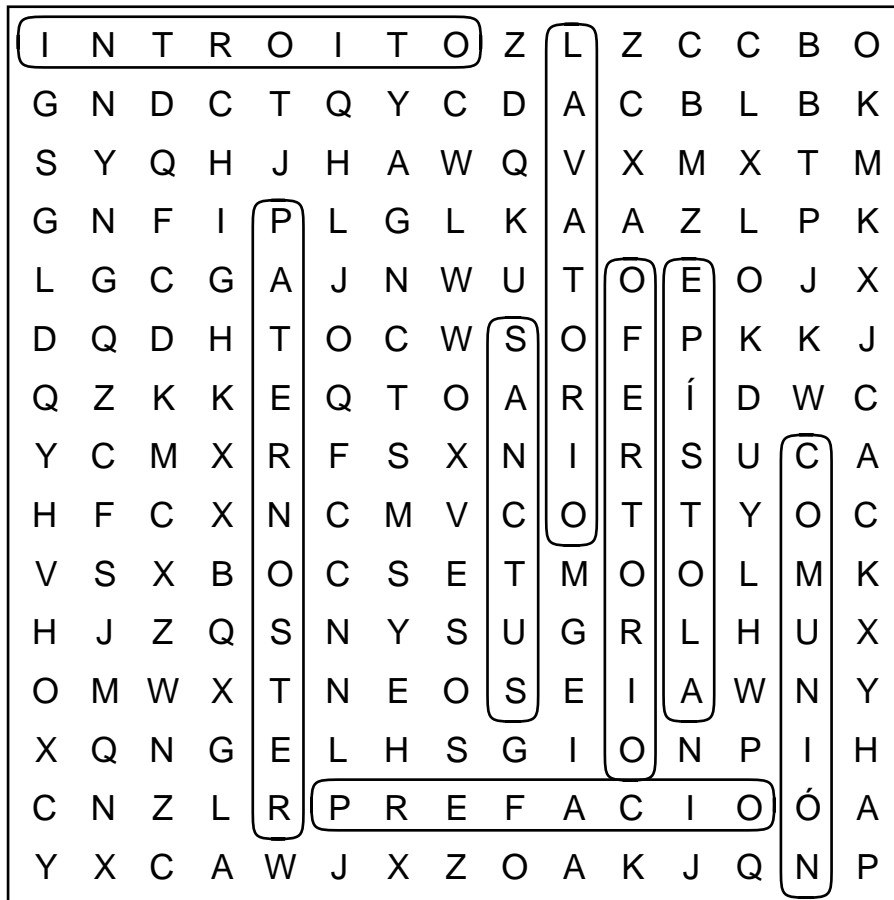 I N T R O I T O Z L Z C C B O
G N D C T Q Y C D A C B L B K
S Y Q H J H A W Q V X M X T M
G N F I P L G L K A A Z L P K
L G C G A J N W U T O E O J X
D Q D H T O C W S O F P K K J
Q Z K K E Q T O A R E Í D W C
Y C M X R F S X N I R S U C A
H F C X N C M V C O T T Y O C
V S X B O C S E T M O O L M K
H J Z Q S N Y S U G R L H U X
O M W X T N E O S E I A W N Y
X Q N G E L H S G I O N P I H
C N Z L R P R E F A C I O Ó A
Y X C A W J X Z O A K J Q N P